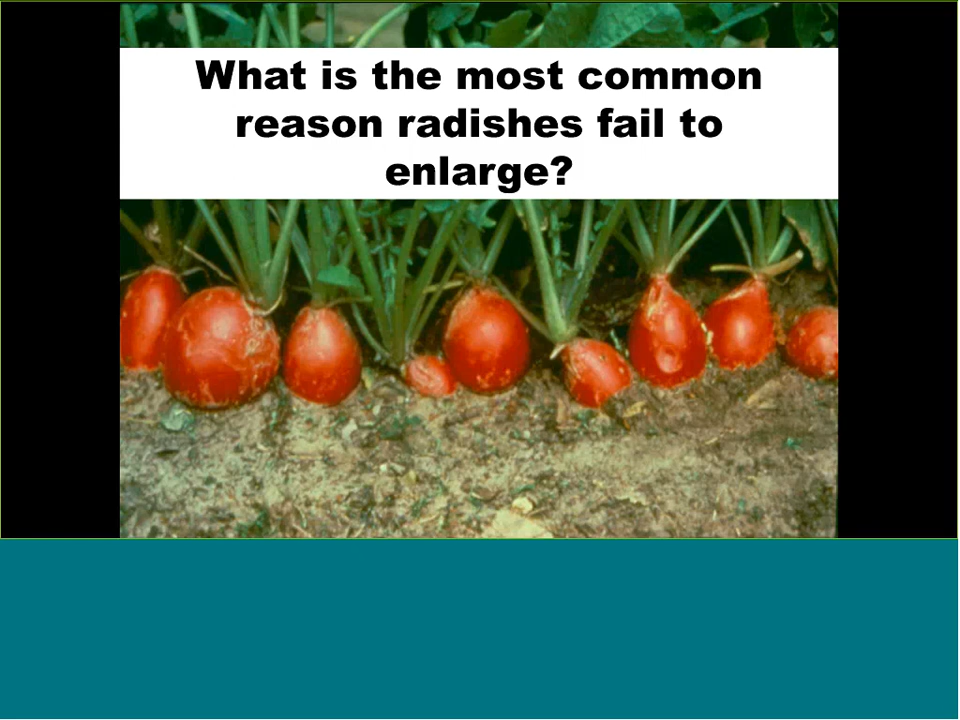 What is the most common
reason radishes fail to
enlarge?